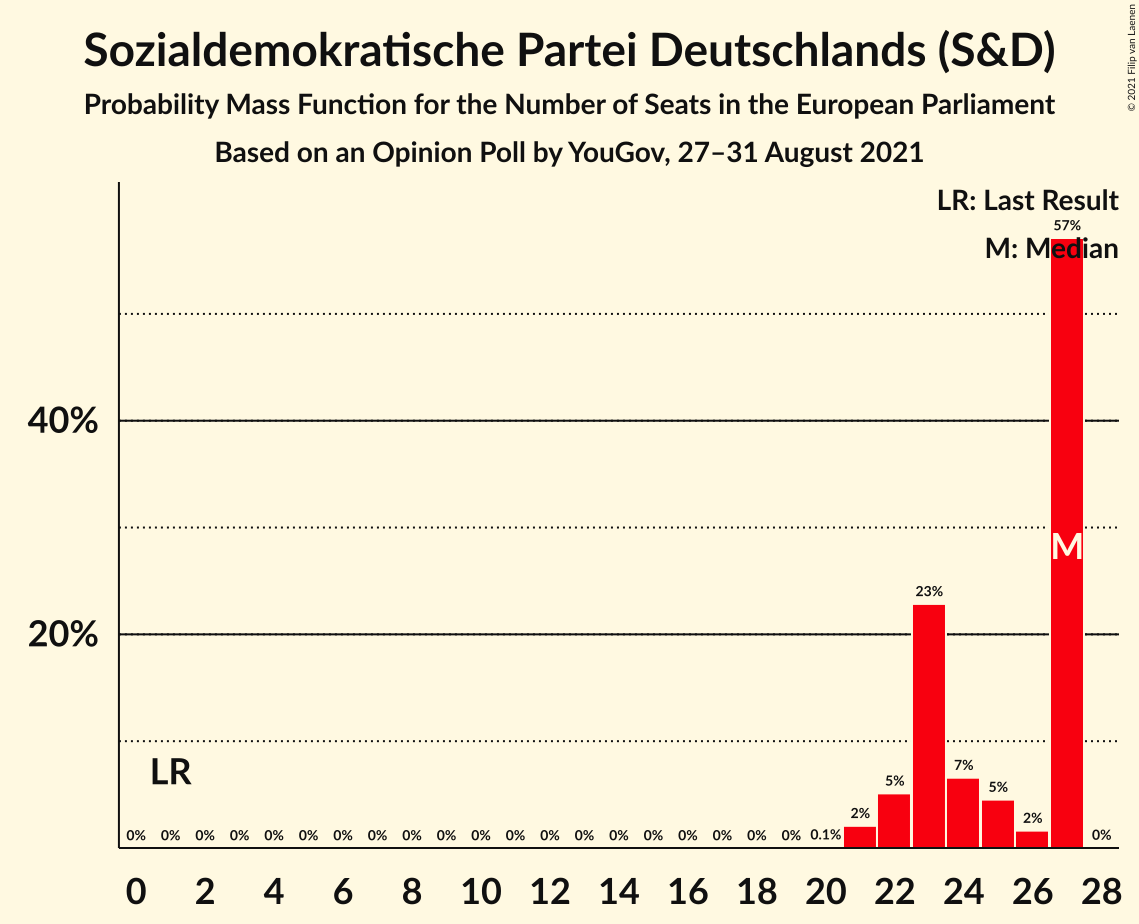 Sozialdemokratische Partei Deutschlands (S&D)
Probability Mass Function for the Number of Seats in the European Parliament
Based on an Opinion Poll by YouGov, 27–31 August 2021
© 2021 Filip van Laenen
LR: Last Result
M: Median
57%
40%
M
23%
20%
LR
7%
5%
5%
2%
2%
0% 0% 0% 0% 0% 0% 0% 0% 0% 0% 0% 0% 0% 0% 0% 0% 0% 0% 0% 0% 0.1% 0%
0 2 4 6 8 10 12 14 16 18 20 22 24 26 28